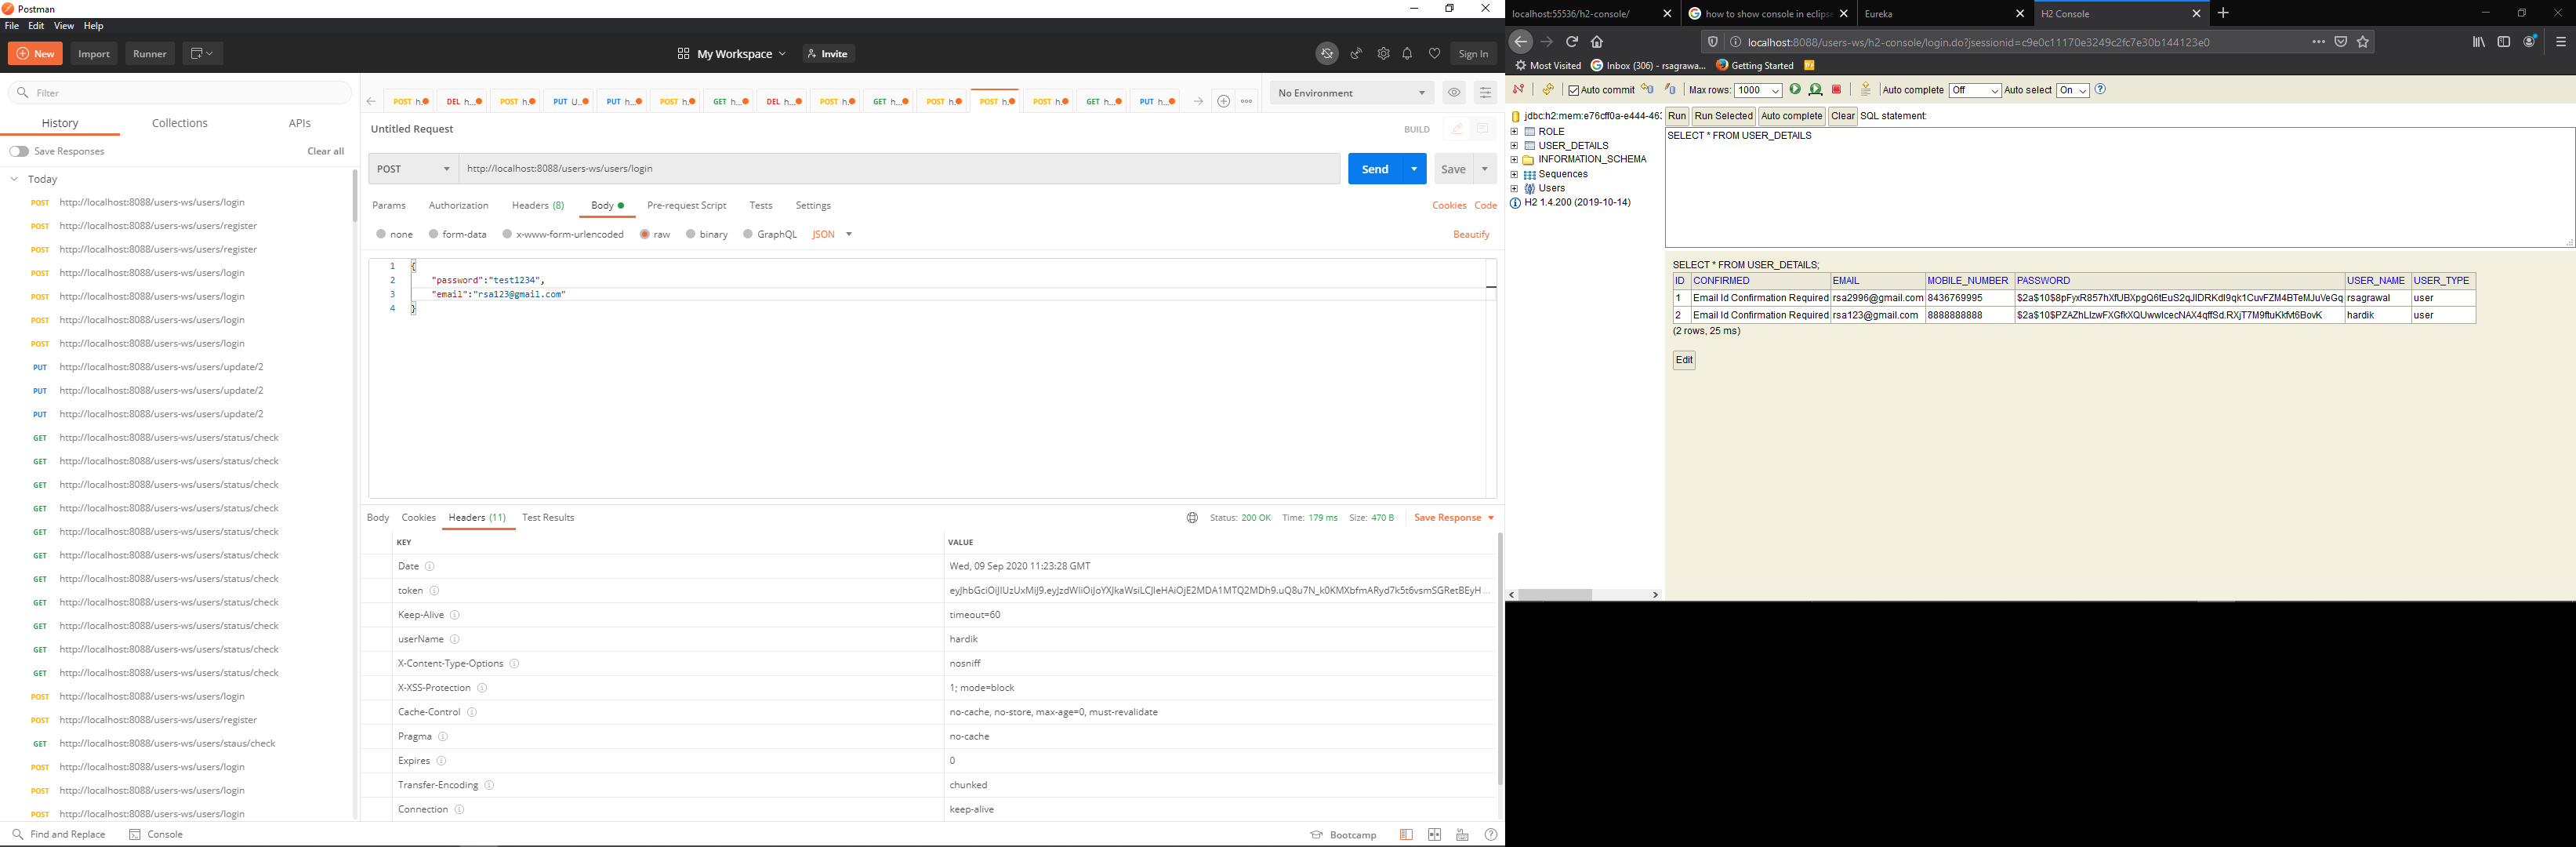 Postman
File Edit View Help
New Import Runner
My Workspace Invite
Sign In
Filter
History Collections APIs
Save Responses Clear all
Today
POST http://localhost:8088/users-ws/users/login
POST http://localhost:8088/users-ws/users/register
POST http://localhost:8088/users-ws/users/register
POST http://localhost:8088/users-ws/users/login
POST http://localhost:8088/users-ws/users/login
POST http://localhost:8088/users-ws/users/login
POST http://localhost:8088/users-ws/users/login
PUT http://localhost:8088/users-ws/users/update/2
PUT http://localhost:8088/users-ws/users/update/2
PUT http://localhost:8088/users-ws/users/update/2
GET http://localhost:8088/users-ws/users/status/check
GET http://localhost:8088/users-ws/users/status/check
GET http://localhost:8088/users-ws/users/status/check
GET http://localhost:8088/users-ws/users/status/check
GET http://localhost:8088/users-ws/users/status/check
GET http://localhost:8088/users-ws/users/status/check
GET http://localhost:8088/users-ws/users/status/check
GET http://localhost:8088/users-ws/users/status/check
GET http://localhost:8088/users-ws/users/status/check
GET http://localhost:8088/users-ws/users/status/check
GET http://localhost:8088/users-ws/users/status/check
POST http://localhost:8088/users-ws/users/login
POST http://localhost:8088/users-ws/users/register
GET http://localhost:8088/users-ws/users/staus/check
POST http://localhost:8088/users-ws/users/login
POST http://localhost:8088/users-ws/users/login
POST http://localhost:8088/users-ws/users/login
Find and Replace Console
POST h... DEL h... POST h... PUT U... PUT h... POST h... GET h... DEL h... POST h... GET h... POST h... POST h... POST h... GET h... PUT h...
No Environment
Untitled Request BUILD
POST http://localhost:8088/users-ws/users/login Send Save
Params Authorization Headers (8) Body Pre-request Script Tests Settings Cookies Code
none form-data x-www-form-urlencoded raw binary GraphQL JSON Beautify
1 {
2 "password":"test1234",
3 "email":"rsa123@gmail.com"
4 }
Body Cookies Headers (11) Test Results Status: 200 OK Time: 179 ms Size: 470 B Save Response
KEY VALUE
Date Wed, 09 Sep 2020 11:23:28 GMT
token
Keep-Alive timeout=60
userName hardik
X-Content-Type-Options nosniff
X-XSS-Protection 1; mode=block
Cache-Control no-cache, no-store, max-age=0, must-revalidate
Pragma no-cache
Expires 0
Transfer-Encoding chunked
Connection keep-alive
Bootcamp
localhost:55536/h2-console/ how to show console in eclipse Eureka H2 Console
localhost:8088/users-ws/h2-console/login.do?jsessionid=c9e0c11170e3249c2fc7e30b144123e0
Most Visited Inbox (306) - rsagrawa... Getting Started
Auto commit Max rows: 1000 Auto complete Off Auto select On
jdbc:h2:mem:e76cff0a-e444-463
ROLE
USER_DETAILS
INFORMATION_SCHEMA
Sequences
Users
H2 1.4.200 (2019-10-14)
Run Run Selected Auto complete Clear SQL statement:
SELECT * FROM USER_DETAILS
SELECT * FROM USER_DETAILS;
ID CONFIRMED EMAIL MOBILE_NUMBER PASSWORD USER_NAME USER_TYPE
1 Email Id Confirmation Required rsa2996@gmail.com 8436769995 rsagrawal user
2 Email Id Confirmation Required rsa123@gmail.com 8888888888 hardik user
(2 rows, 25 ms)
Edit